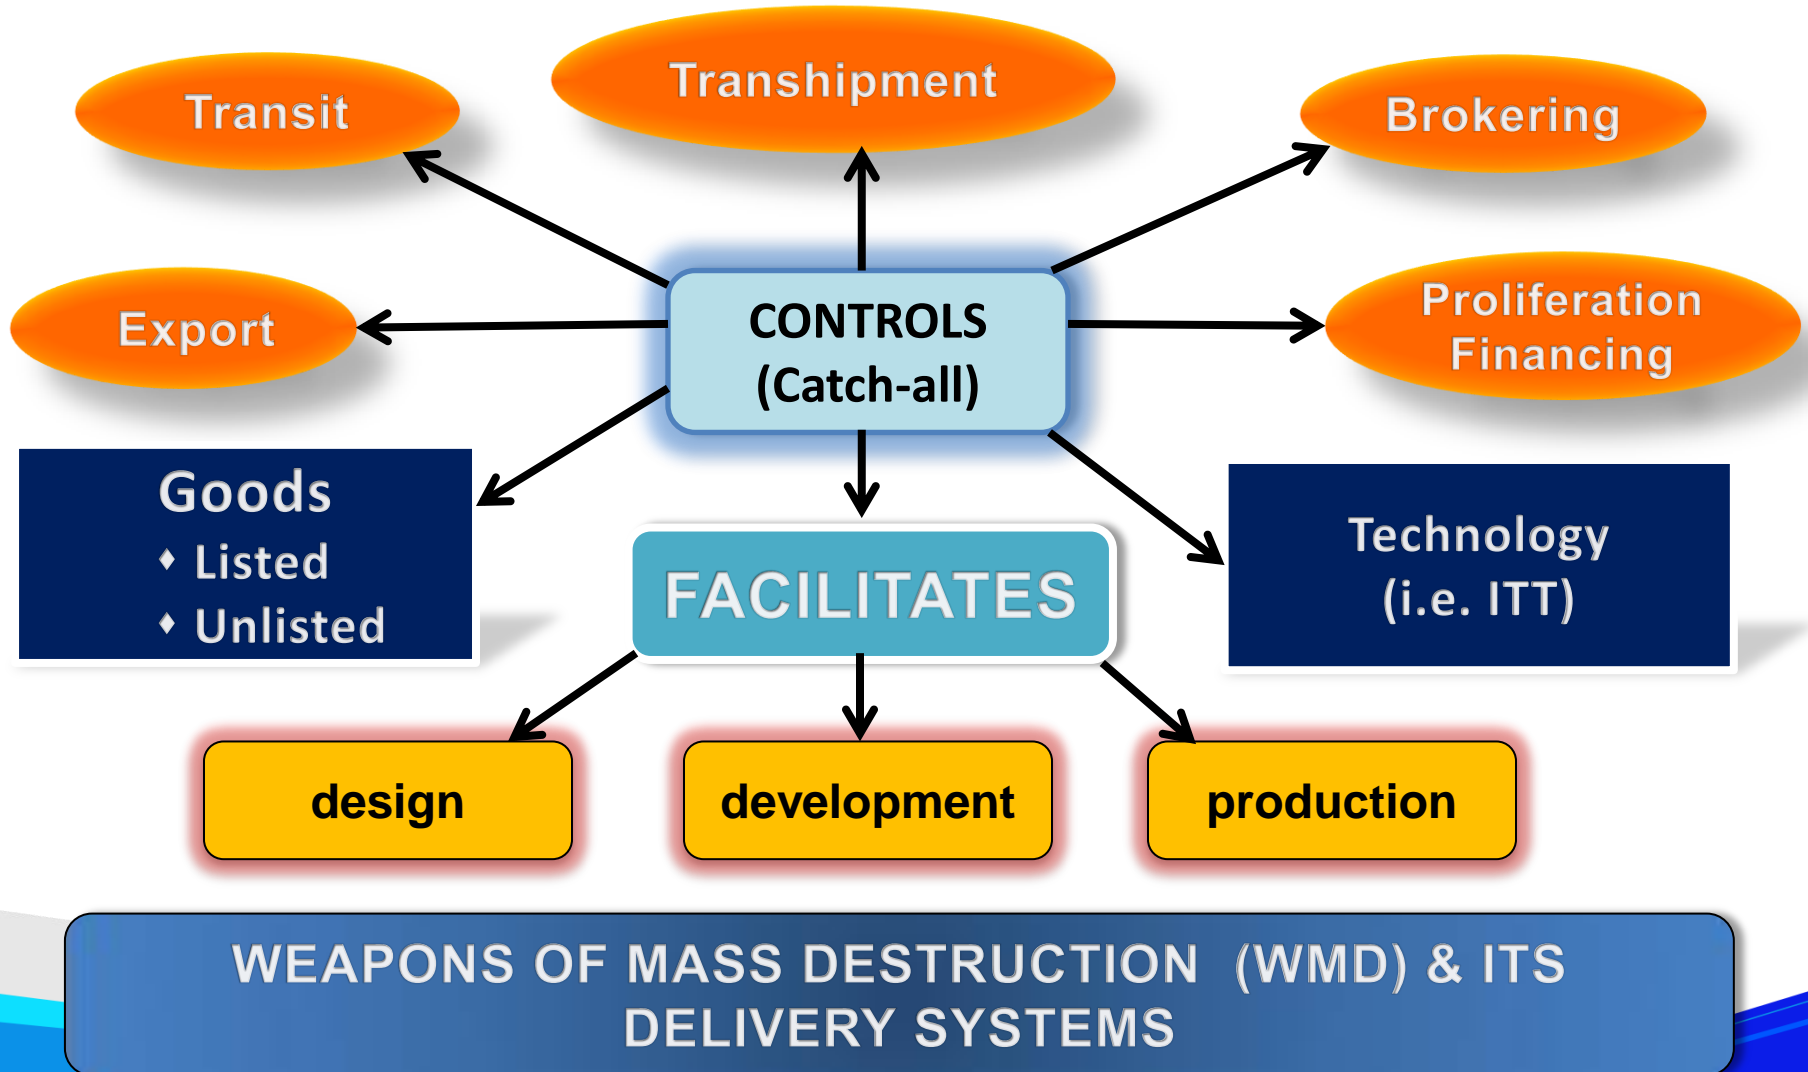 Transit
Transhipment
Brokering
Export
CONTROLS
(Catch-all)
Proliferation
Financing
Goods
♦ Listed
♦ Unlisted
FACILITATES
Technology
(i.e. ITT)
design
development
production
WEAPONS OF MASS DESTRUCTION (WMD) & ITS
DELIVERY SYSTEMS